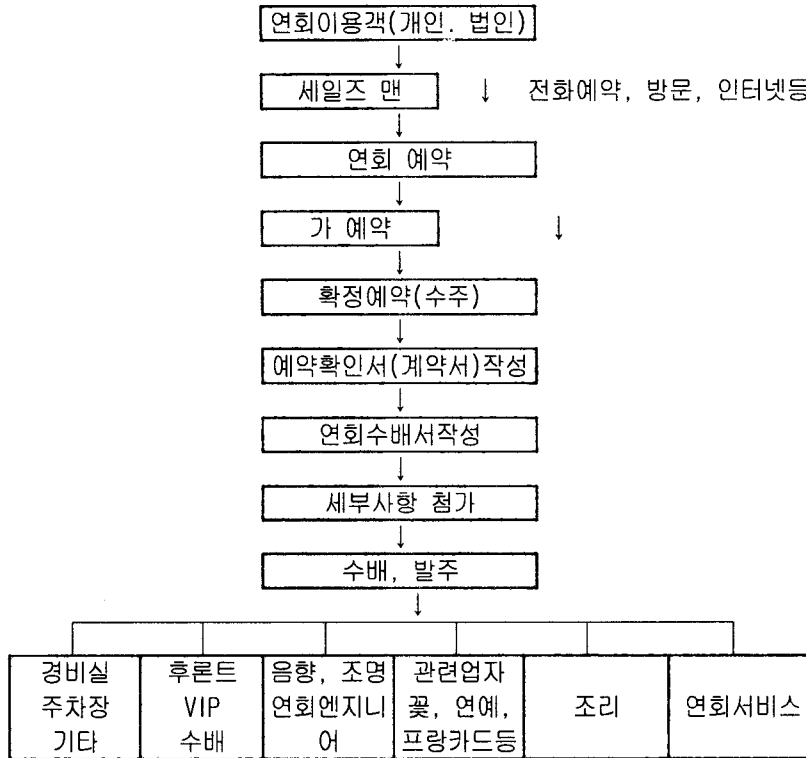 연회이용객(개인. 법인)
↓
세일즈 맨 ↓ 전화예약, 방문, 인터넷등
↓
연회 예약
↓
가 예약 ↓
↓
확정예약(수주)
↓
예약확인서(계약서)작성
↓
연회수배서작성
↓
세부사항 첨가
↓
수배, 발주
↓
경비실
주차장
기타
후론트
VIP
수배
음향, 조명
연회엔지니
어
관련업자
꽃, 연예,
프랑카드등
조리
연회서비스